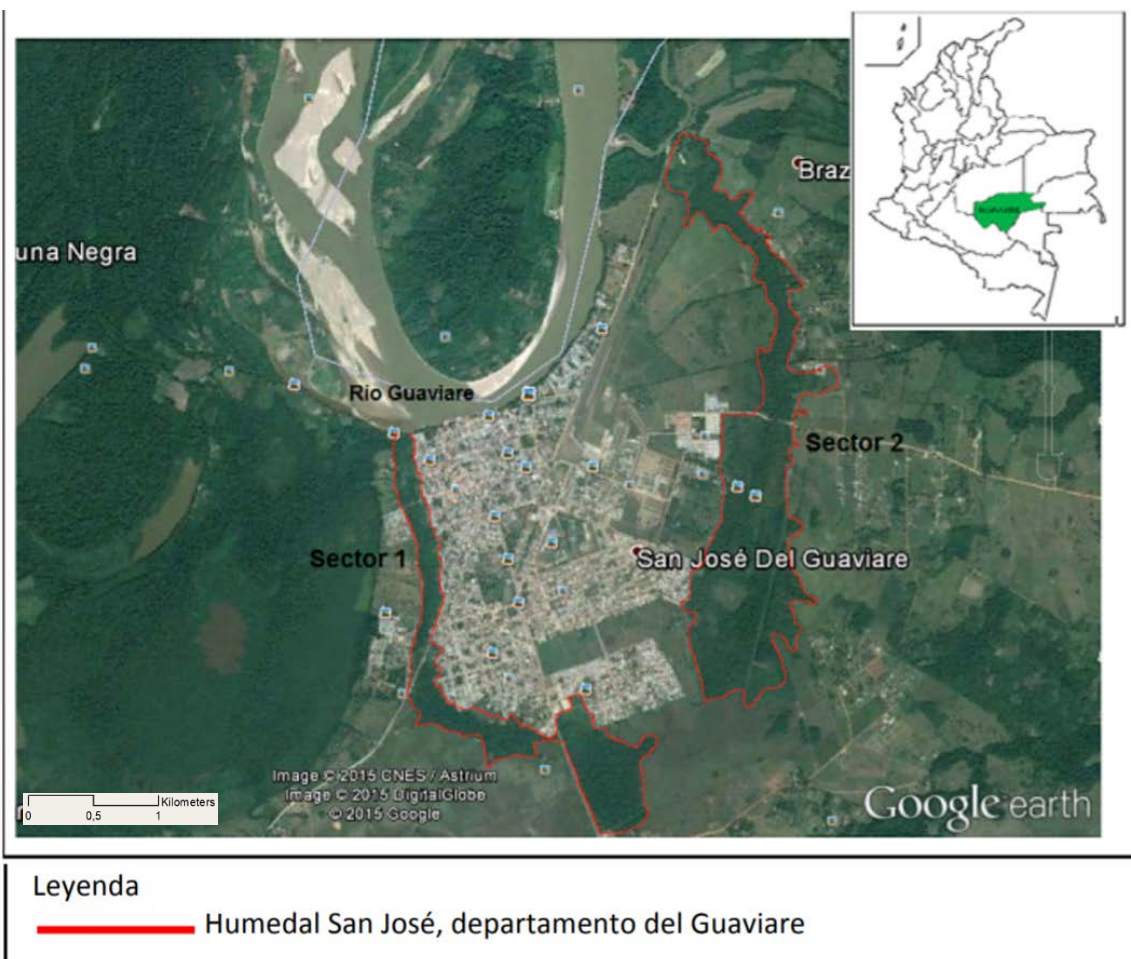 Braz
una Negra
Río Guaviare
Sector 2
Sector 1
San José Del Guaviare
Image © 2015 CNES / Astrium
Image © 2015 DigitalGlobe
© 2015 Google
Google earth
Kilometers
0 0,5 1
Leyenda
Humedal San José, departamento del Guaviare